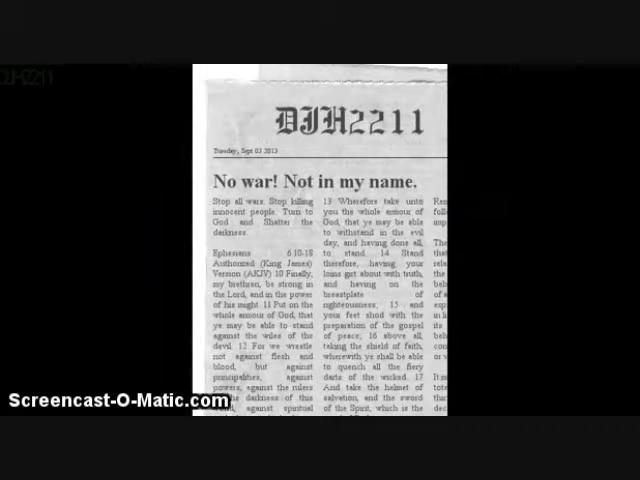 DJH2211
DJH2211
Tuesday, Sept 03 2013
No war! Not in my name.
Stop all wars. Stop killing
innocent people. Turn to
God and Shatter the
darkness.
Ephesians 6:10-18
Authorized (King James)
Version (AKJV) 10 Finally,
my brethren, be strong in
the Lord, and in the power
of his might. 11 Put on the
whole armour of God, that
ye may be able to stand
against the wiles of the
devil. 12 For we wrestle
not against flesh and
blood, but against
principalities, against
powers, against the rulers
the darkness of this
against spiritual
13 Wherefore take unto
you the whole armour of
God, that ye may be able
to withstand in the evil
day, and having done all,
to stand. 14 Stand
therefore, having your
loins girt about with truth,
and having on the
breastplate of
righteousness; 15 and
your feet shod with the
preparation of the gospel
of peace; 16 above all,
taking the shield of faith,
wherewith ye shall be able
to quench all the fiery
darts of the wicked. 17
And take the helmet of
salvation, and the sword
of the Spirit, which is the
Screencast-O-Matic.com